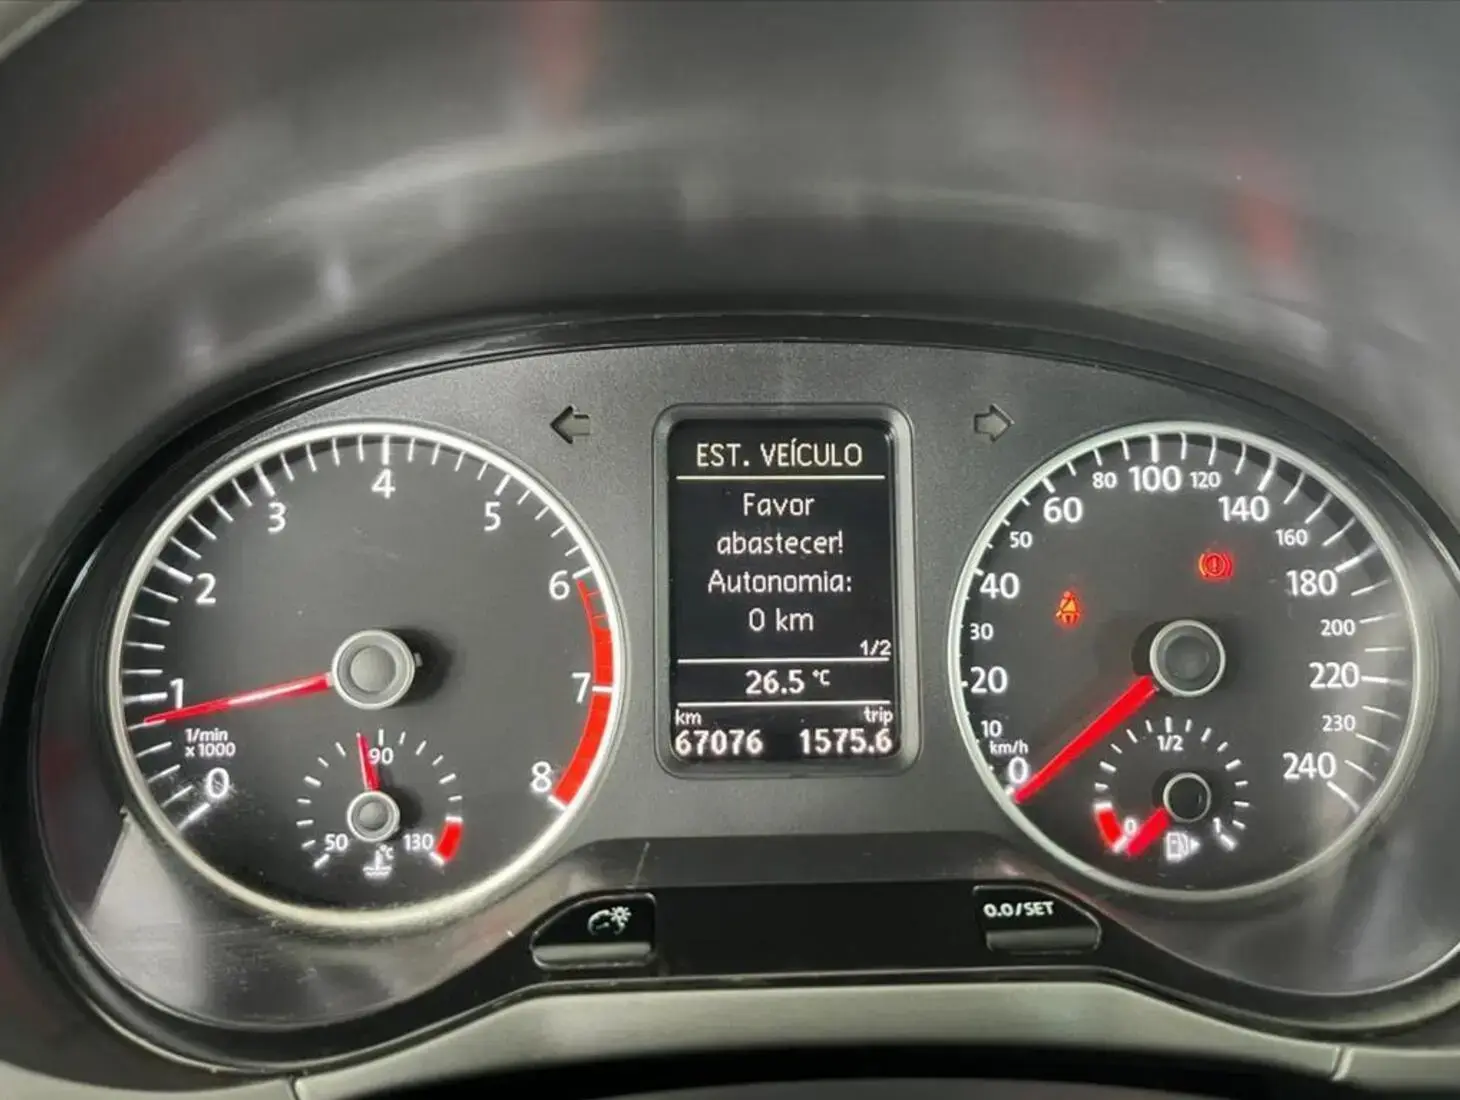 EST. VEÍCULO
Favor
abastecer!
Autonomia:
0 km
1/2
26.5 °C
km trip
67076 1575.6
0 1 2 3 4 5 6 7 8
1/min
x 1000
50 90 130
°C
0 10 20 30 40 50 60 80 100 120 140 160 180 200 220 230 240
km/h
0 1/2 1
0.0/SET